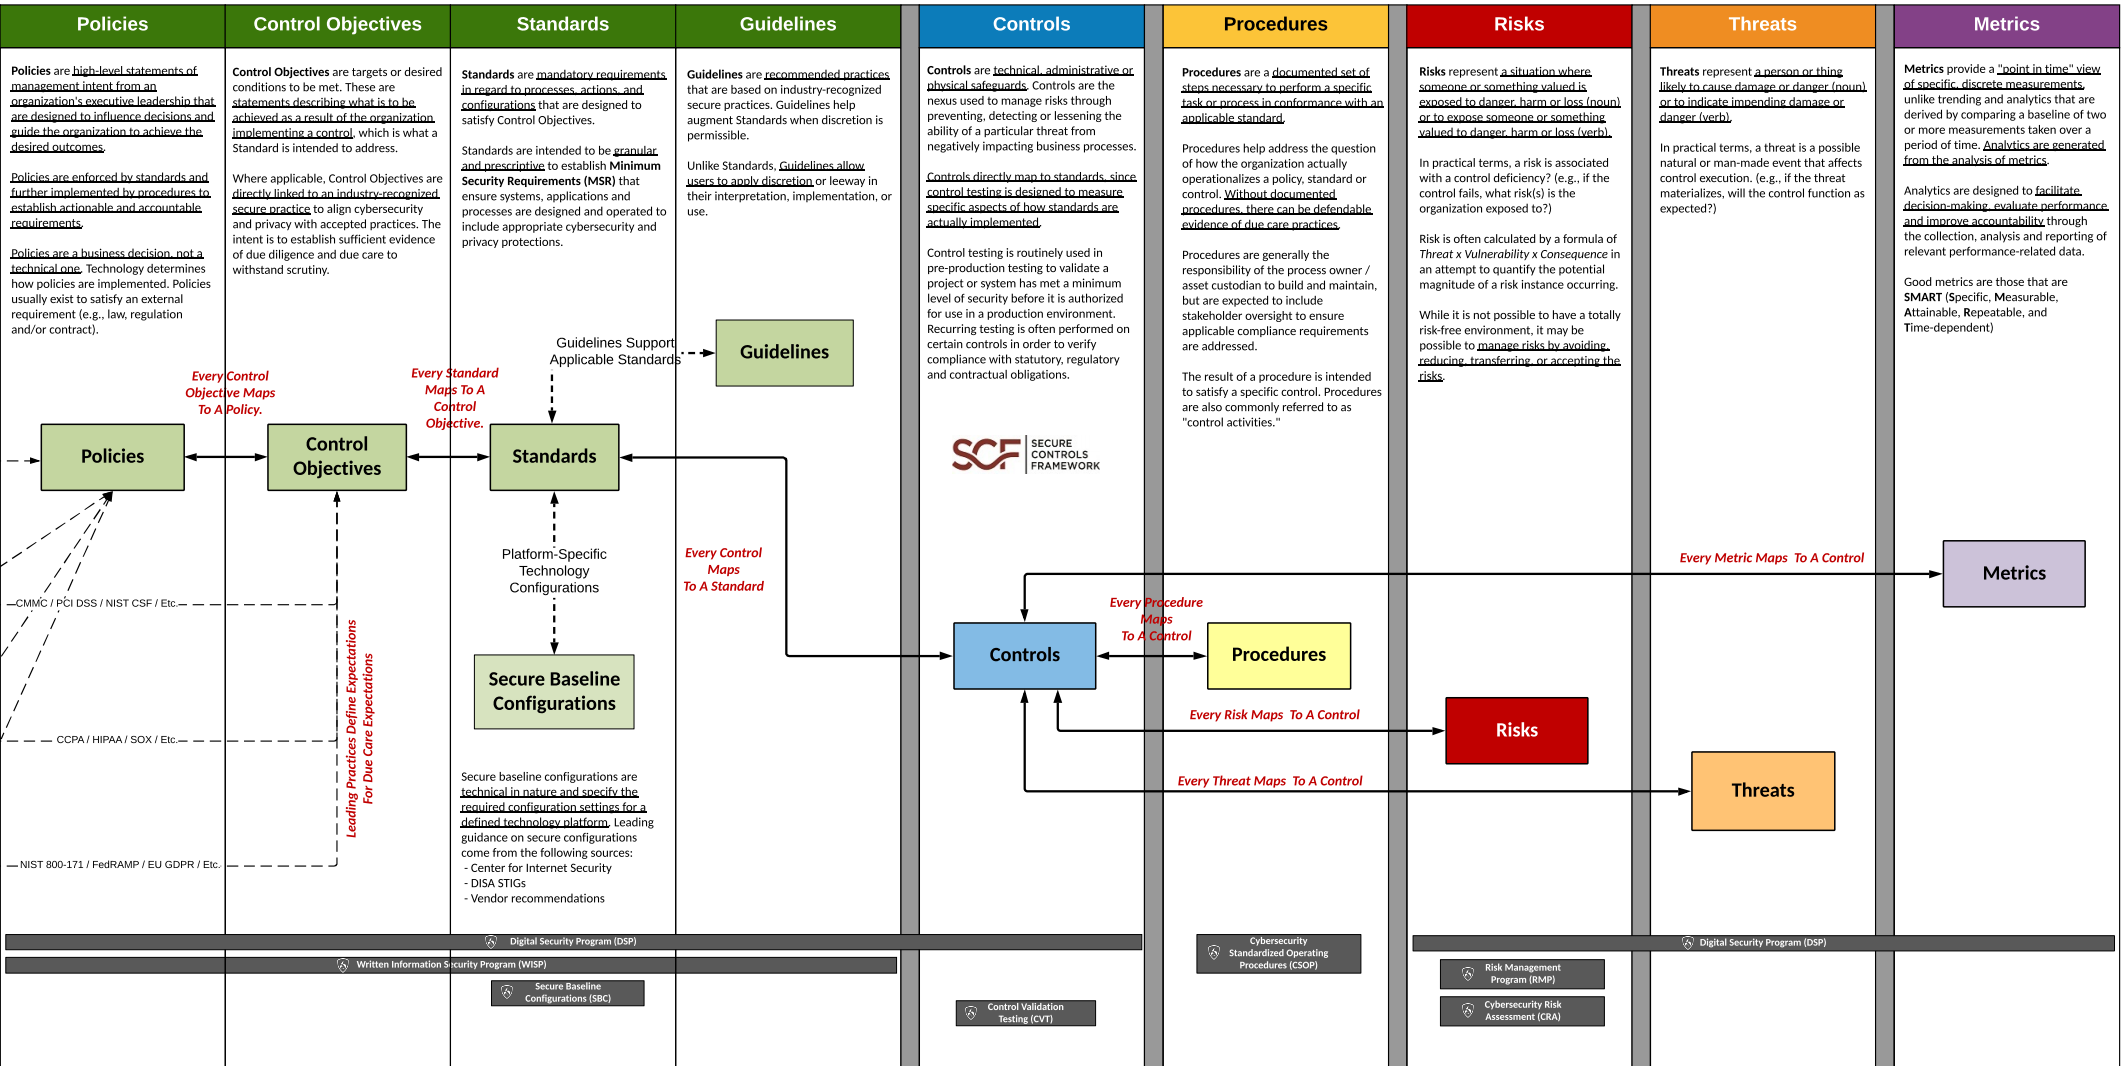 Policies
Control Objectives
Standards
Guidelines
Controls
Procedures
Risks
Threats
Metrics
Policies are high-level statements of
management intent from an
organization's executive leadership that
are designed to influence decisions and
guide the organization to achieve the
desired outcomes.
Policies are enforced by standards and
further implemented by procedures to
establish actionable and accountable
requirements.
Policies are a business decision, not a
technical one. Technology determines
how policies are implemented. Policies
usually exist to satisfy an external
requirement (e.g., law, regulation
and/or contract).
Control Objectives are targets or desired
conditions to be met. These are
statements describing what is to be
achieved as a result of the organization
implementing a control, which is what a
Standard is intended to address.
Where applicable, Control Objectives are
directly linked to an industry-recognized
secure practice to align cybersecurity
and privacy with accepted practices. The
intent is to establish sufficient evidence
of due diligence and due care to
withstand scrutiny.
Standards are mandatory requirements
in regard to processes, actions, and
configurations that are designed to
satisfy Control Objectives.
Standards are intended to be granular
and prescriptive to establish Minimum
Security Requirements (MSR) that
ensure systems, applications and
processes are designed and operated to
include appropriate cybersecurity and
privacy protections.
Guidelines are recommended practices
that are based on industry-recognized
secure practices. Guidelines help
augment Standards when discretion is
permissible.
Unlike Standards, Guidelines allow
users to apply discretion or leeway in
their interpretation, implementation, or
use.
Controls are technical, administrative or
physical safeguards. Controls are the
nexus used to manage risks through
preventing, detecting or lessening the
ability of a particular threat from
negatively impacting business processes.
Controls directly map to standards, since
control testing is designed to measure
specific aspects of how standards are
actually implemented.
Control testing is routinely used in
pre-production testing to validate a
project or system has met a minimum
level of security before it is authorized
for use in a production environment.
Recurring testing is often performed on
certain controls in order to verify
compliance with statutory, regulatory
and contractual obligations.
Procedures are a documented set of
steps necessary to perform a specific
task or process in conformance with an
applicable standard.
Procedures help address the question
of how the organization actually
operationalizes a policy, standard or
control. Without documented
procedures, there can be defendable
evidence of due care practices.
Procedures are generally the
responsibility of the process owner /
asset custodian to build and maintain,
but are expected to include
stakeholder oversight to ensure
applicable compliance requirements
are addressed.
The result of a procedure is intended
to satisfy a specific control. Procedures
are also commonly referred to as
"control activities."
Risks represent a situation where
someone or something valued is
exposed to danger, harm or loss (noun)
or to expose someone or something
valued to danger, harm or loss (verb).
In practical terms, a risk is associated
with a control deficiency? (e.g., if the
control fails, what risk(s) is the
organization exposed to?)
Risk is often calculated by a formula of
Threat x Vulnerability x Consequence in
an attempt to quantify the potential
magnitude of a risk instance occurring.
While it is not possible to have a totally
risk-free environment, it may be
possible to manage risks by avoiding,
reducing, transferring, or accepting the
risks.
Threats represent a person or thing
likely to cause damage or danger (noun)
or to indicate impending damage or
danger (verb).
In practical terms, a threat is a possible
natural or man-made event that affects
control execution. (e.g., if the threat
materializes, will the control function as
expected?)
Metrics provide a "point in time" view
of specific, discrete measurements,
unlike trending and analytics that are
derived by comparing a baseline of two
or more measurements taken over a
period of time. Analytics are generated
from the analysis of metrics.
Analytics are designed to facilitate
decision-making, evaluate performance
and improve accountability through
the collection, analysis and reporting of
relevant performance-related data.
Good metrics are those that are
SMART (Specific, Measurable,
Attainable, Repeatable, and
Time-dependent)
Guidelines Support
Applicable Standards
Guidelines
Every Control
Objective Maps
To A Policy.
Every Standard
Maps To A
Control
Objective.
Policies
Control
Objectives
Standards
SCF
SECURE
CONTROLS
FRAMEWORK
Platform-Specific
Technology
Configurations
Every Control
Maps
To A Standard
Every Metric Maps To A Control
Metrics
CMMC / PCI DSS / NIST CSF / Etc.
Every Procedure
Maps
To A Control
Controls
Procedures
Leading Practices Define Expectations
For Due Care Expectations
Secure Baseline
Configurations
Every Risk Maps To A Control
Risks
CCPA / HIPAA / SOX / Etc.
Every Threat Maps To A Control
Threats
Secure baseline configurations are
technical in nature and specify the
required configuration settings for a
defined technology platform. Leading
guidance on secure configurations
come from the following sources:
- Center for Internet Security
- DISA STIGs
- Vendor recommendations
NIST 800-171 / FedRAMP / EU GDPR / Etc.
Digital Security Program (DSP)
Cybersecurity
Standardized Operating
Procedures (CSOP)
Digital Security Program (DSP)
Written Information Security Program (WISP)
Risk Management
Program (RMP)
Secure Baseline
Configurations (SBC)
Control Validation
Testing (CVT)
Cybersecurity Risk
Assessment (CRA)